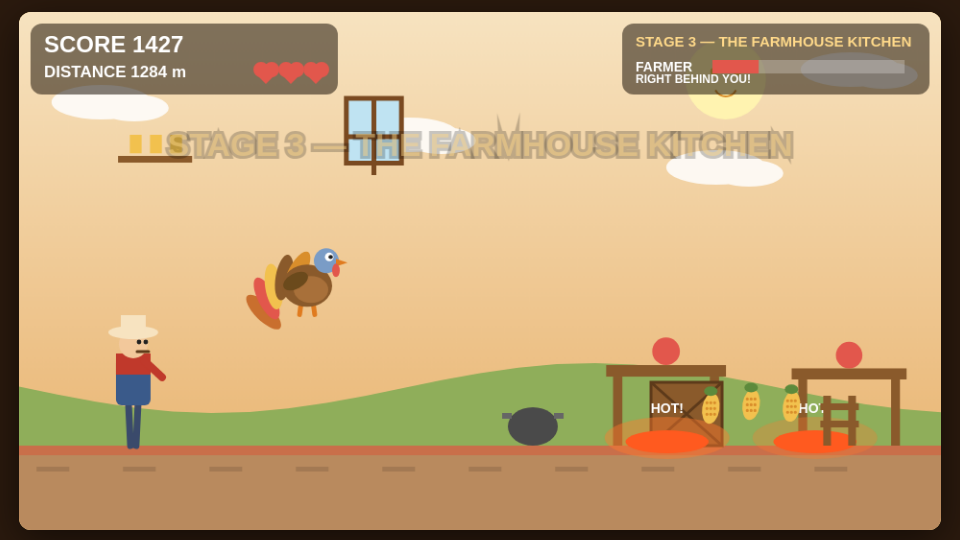 SCORE 1427
DISTANCE 1284 m
STAGE 3 — THE FARMHOUSE KITCHEN
FARMER
RIGHT BEHIND YOU!
STAGE 3 — THE FARMHOUSE KITCHEN
HOT!